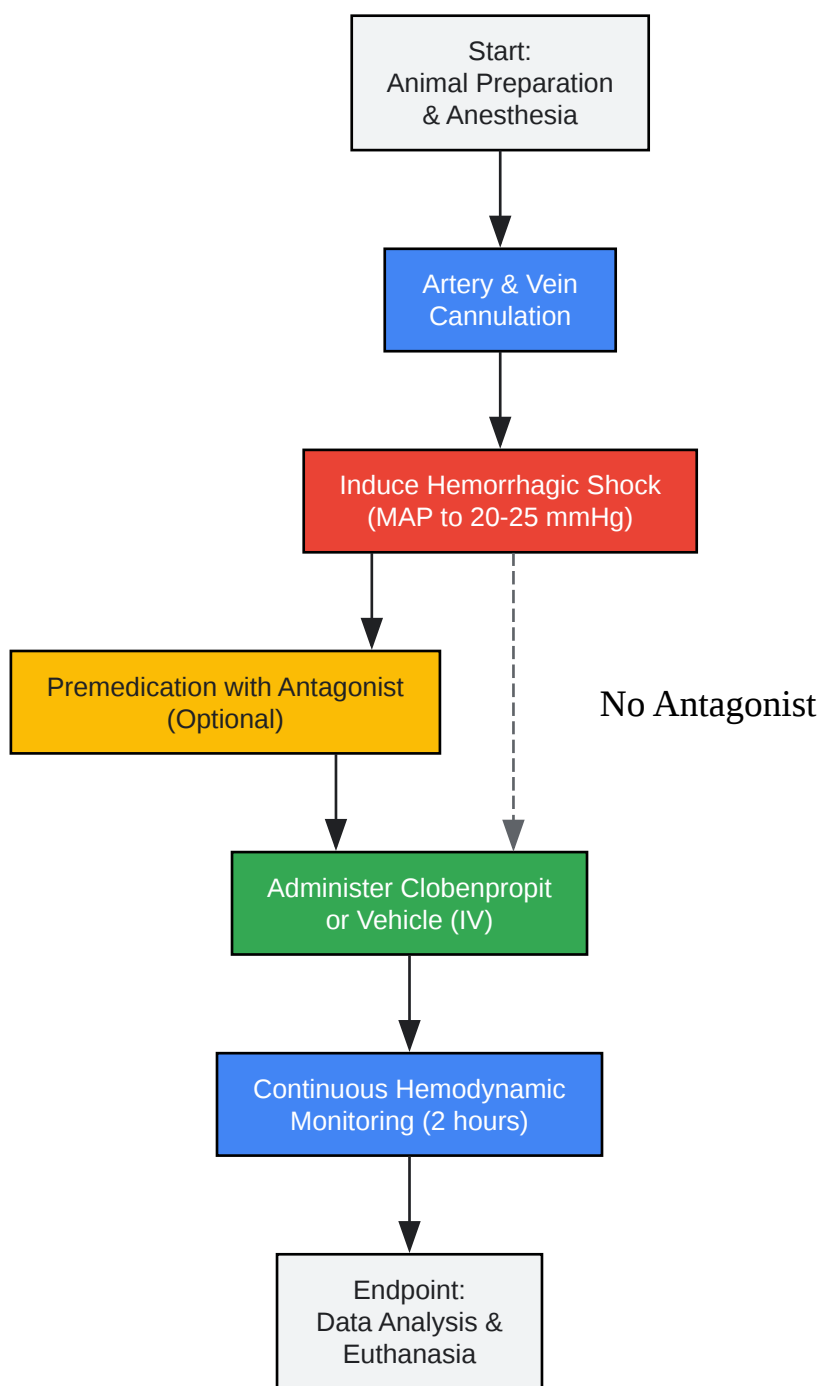 Start:
Animal Preparation
& Anesthesia
Artery & Vein
Cannulation
Induce Hemorrhagic Shock
(MAP to 20-25 mmHg)
Premedication with Antagonist
(Optional)
No Antagonist
Administer Clobenpropit
or Vehicle (IV)
Continuous Hemodynamic
Monitoring (2 hours)
Endpoint:
Data Analysis &
Euthanasia